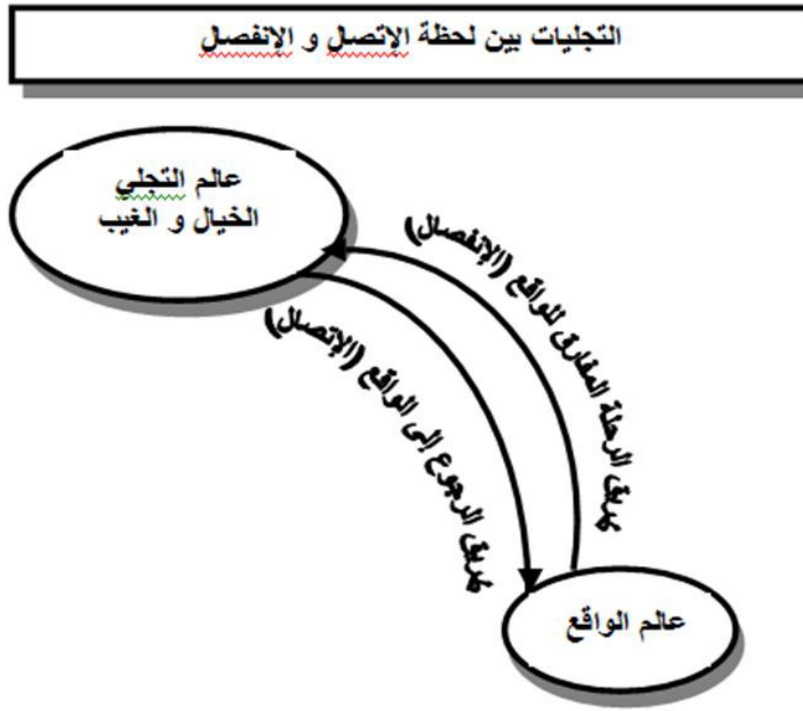 التجليات بين لحظة الإتصال و الإنفصال
عالم التجلي
الخيال و الغيب
طريق الرحلة المفارق للواقع (الإنفصال)
طريق الرجوع إلى الواقع (الإتصال)
عالم الواقع